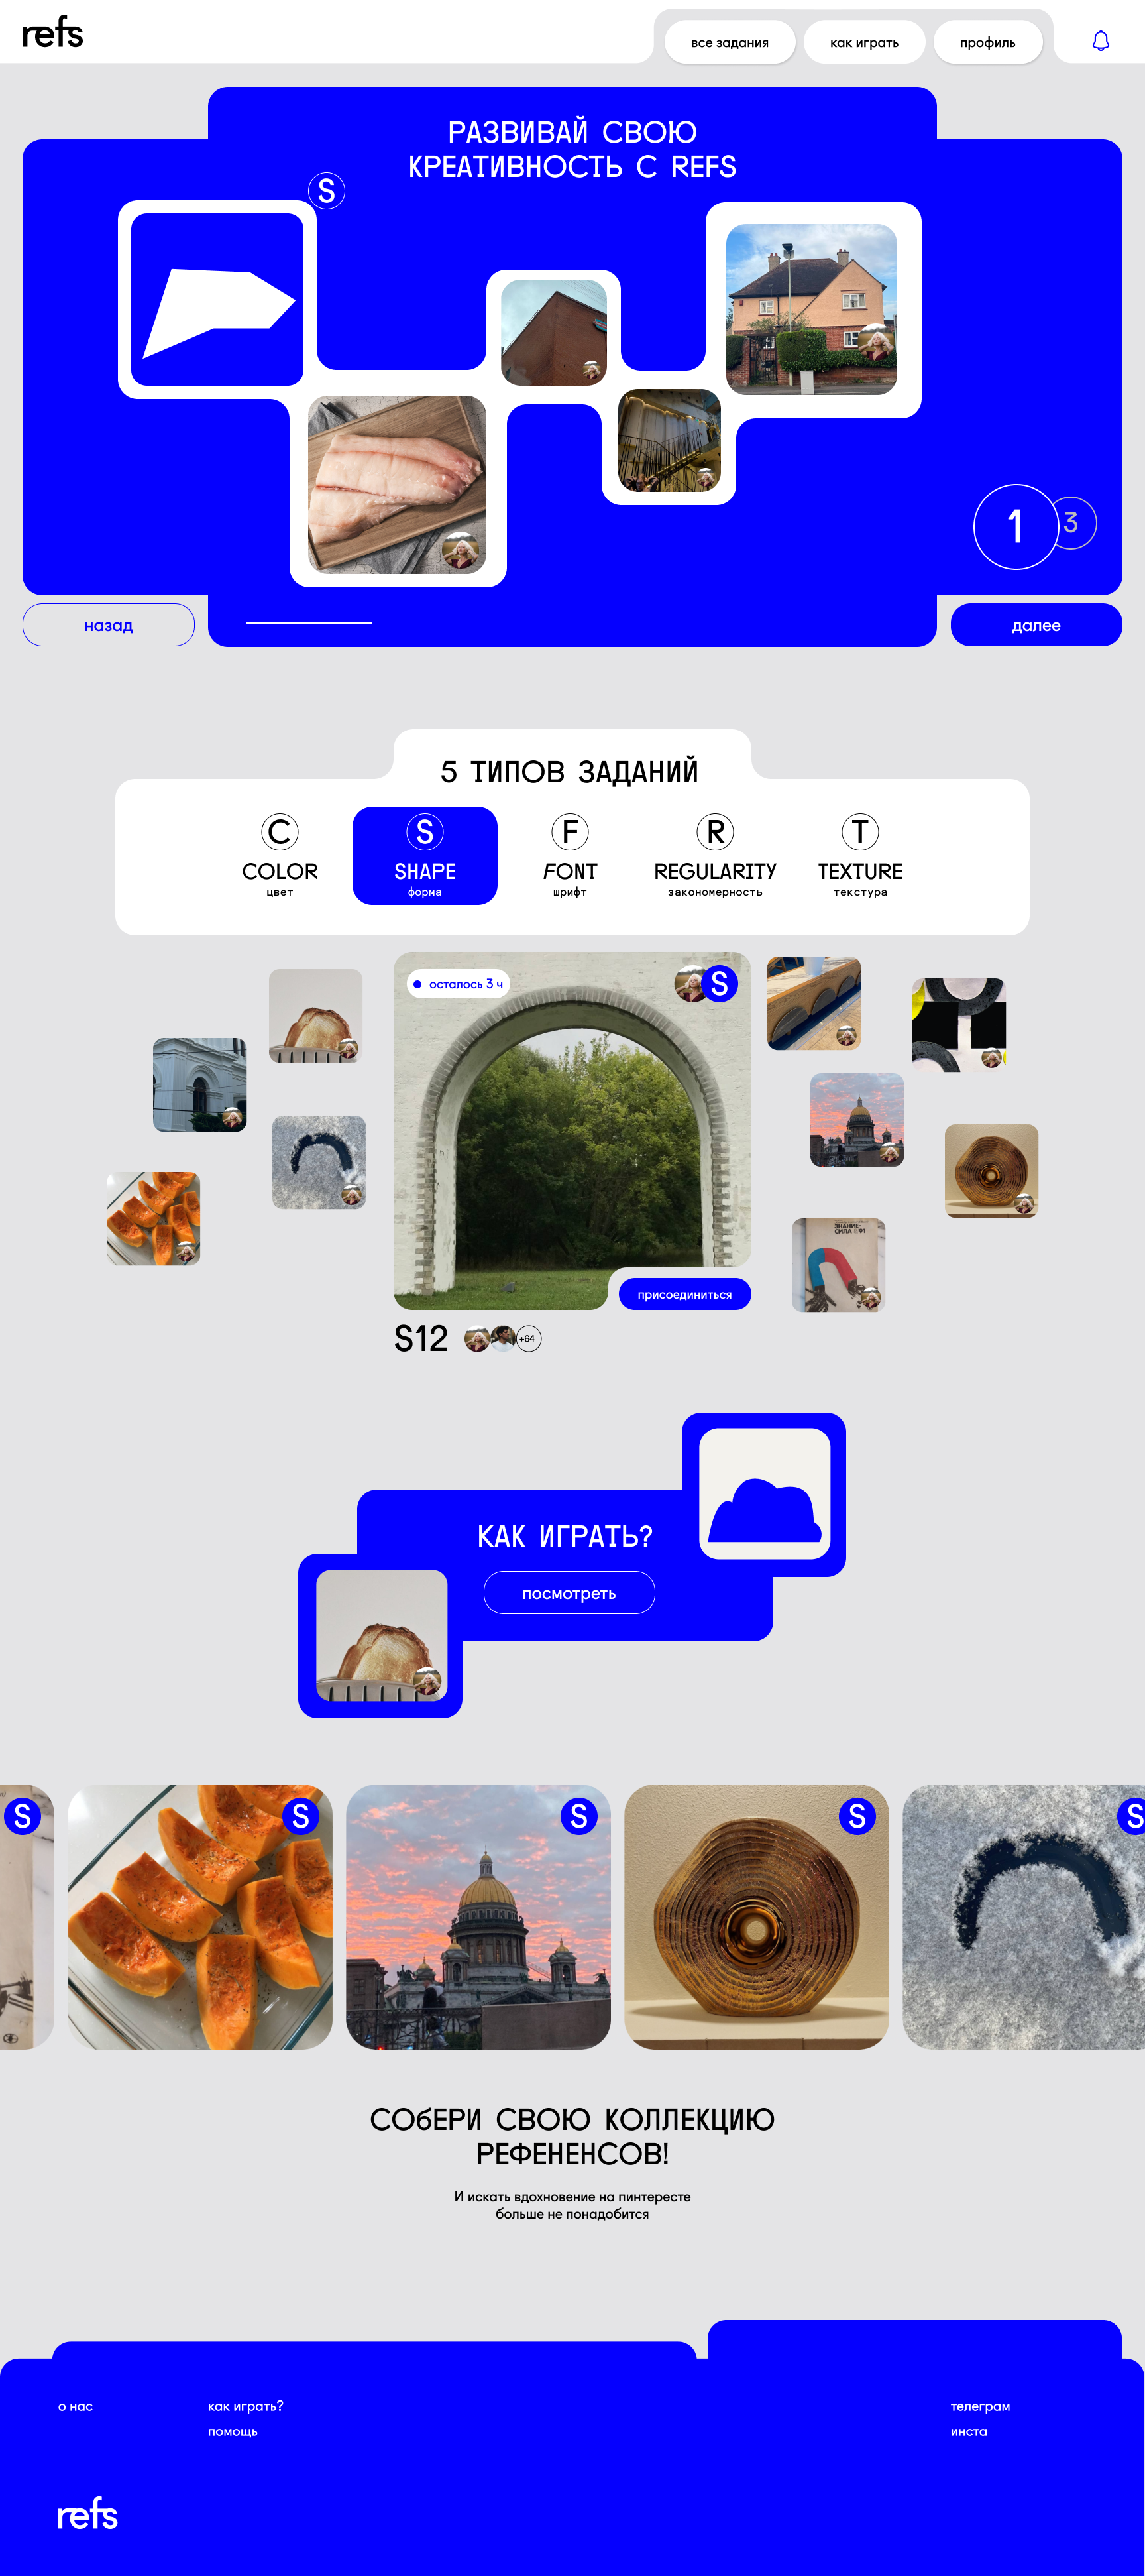 refs
все задания
как играть
профиль
РАЗВИВАЙ СВОЮ
КРЕАТИВНОСТЬ С REFS
S
1
3
назад
далее
5 ТИПОВ ЗАДАНИЙ
C
S
F
R
T
COLOR
SHAPE
FONT
REGULARITY
TEXTURE
цвет
форма
шрифт
закономерность
текстура
осталось 3 ч
S
ЗНАНИЕ-
СИЛА
91
присоединиться
S12
+64
КАК ИГРАТЬ?
посмотреть
S
S
S
S
S
СОбЕРИ СВОЮ КОЛЛЕКЦИЮ
РЕФЕНЕНСОВ!
И искать вдохновение на пинтересте
больше не понадобится
о нас
как играть?
телеграм
помощь
инста
refs